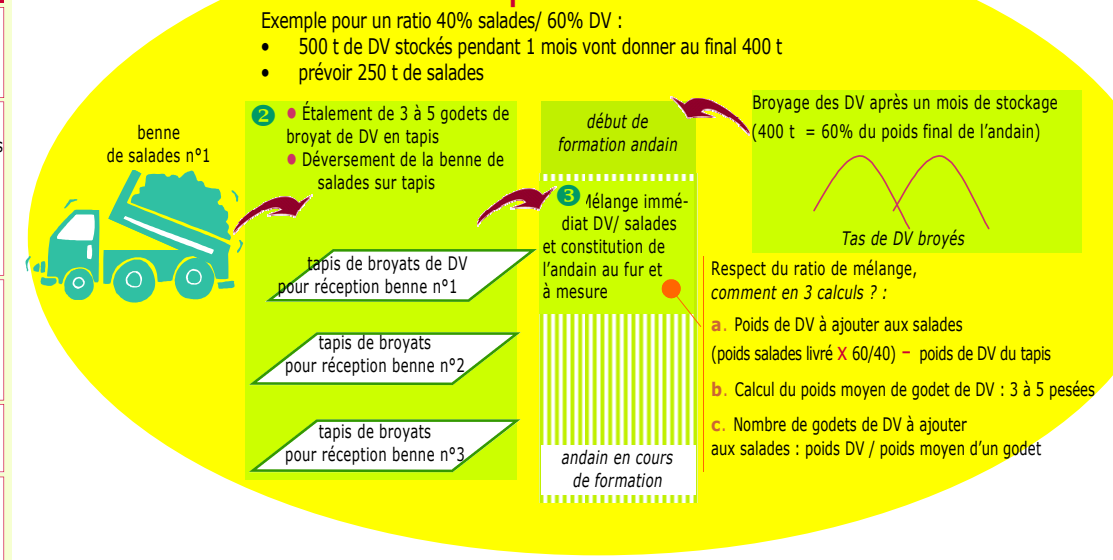 Exemple pour un ratio 40% salades/ 60% DV :
• 500 t de DV stockés pendant 1 mois vont donner au final 400 t
• prévoir 250 t de salades
benne
de salades n°1
2 ● Étalement de 3 à 5 godets de
broyat de DV en tapis
● Déversement de la benne de
salades sur tapis
tapis de broyats de DV
pour réception benne n°1
tapis de broyats
pour réception benne n°2
tapis de broyats
pour réception benne n°3
début de
formation andain
3 Mélange immé-
diat DV/ salades
et constitution de
l'andain au fur et
à mesure
andain en cours
de formation
Broyage des DV après un mois de stockage
(400 t = 60% du poids final de l'andain)
Tas de DV broyés
Respect du ratio de mélange,
comment en 3 calculs ? :
a. Poids de DV à ajouter aux salades
(poids salades livré X 60/40) – poids de DV du tapis
b. Calcul du poids moyen de godet de DV : 3 à 5 pesées
c. Nombre de godets de DV à ajouter
aux salades : poids DV / poids moyen d'un godet